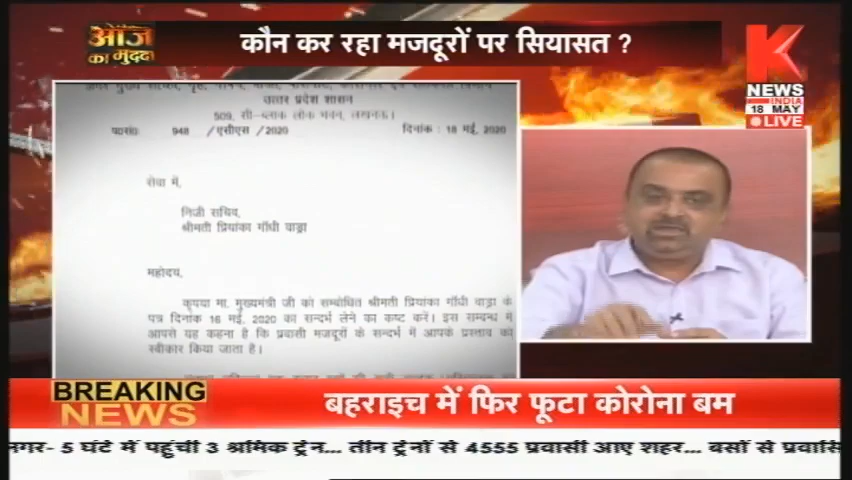 आज
का मुद्दा
कौन कर रहा मजदूरों पर सियासत ?
K
NEWS
INDIA
18 MAY
LIVE
उत्तर प्रदेश शासन
509, सी-ब्लाक लोक भवन, लखनऊ।
पत्र सं0: 948 /एसीएस/2020 दिनांक : 18 मई, 2020
सेवा में,
निजी सचिव,
श्रीमती प्रियंका गाँधी वाड्रा
महोदय,
कृपया मा. मुख्यमंत्री जी को सम्बोधित श्रीमती प्रियंका गाँधी वाड्रा के
पत्र दिनांक 16 मई, 2020 का सन्दर्भ लेने का कष्ट करें। इस सम्बन्ध में
आपसे यह कहना है कि प्रवासी मजदूरों के सन्दर्भ में आपके प्रस्ताव को
स्वीकार किया जाता है।
BREAKING
NEWS
बहराइच में फिर फूटा कोरोना बम
नगर- 5 घंटे में पहुंची 3 श्रमिक ट्रेन... तीन ट्रेनों से 4555 प्रवासी आए शहर... बसों से प्रवासि